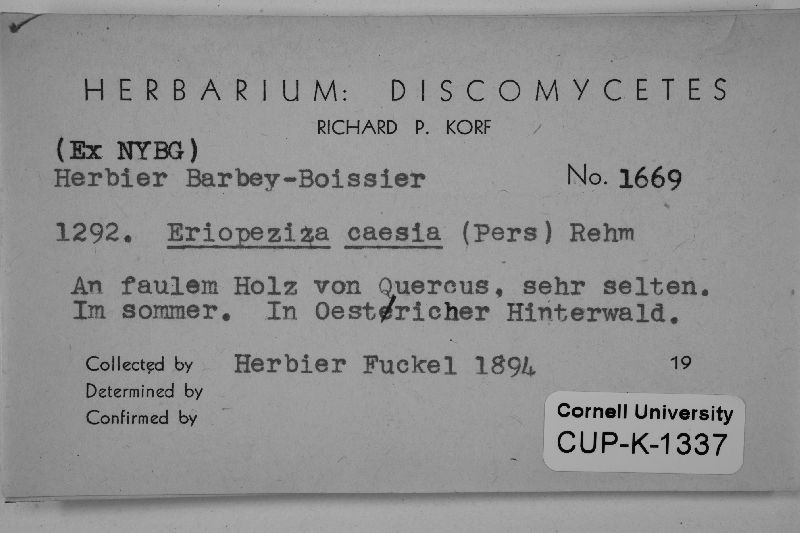 HERBARIUM: DISCOMYCETES
RICHARD P. KORF
(Ex NYBG)
Herbier Barbey-Boissier No. 1669
1292. Eriopeziza caesia (Pers) Rehm
An faulem Holz von Quercus, sehr selten.
Im sommer. In Oestricher Hinterwald.
Collected by Herbier Fuckel 1894 19
Determined by
Confirmed by
Cornell University
CUP-K-1337